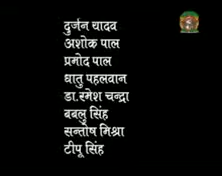 दुर्जन यादव
अशोक पाल
प्रमोद पाल
धातु पहलवान
डा.रमेश चन्द्रा
बबलु सिंह
सन्तोष मिश्रा
टीपू सिंह